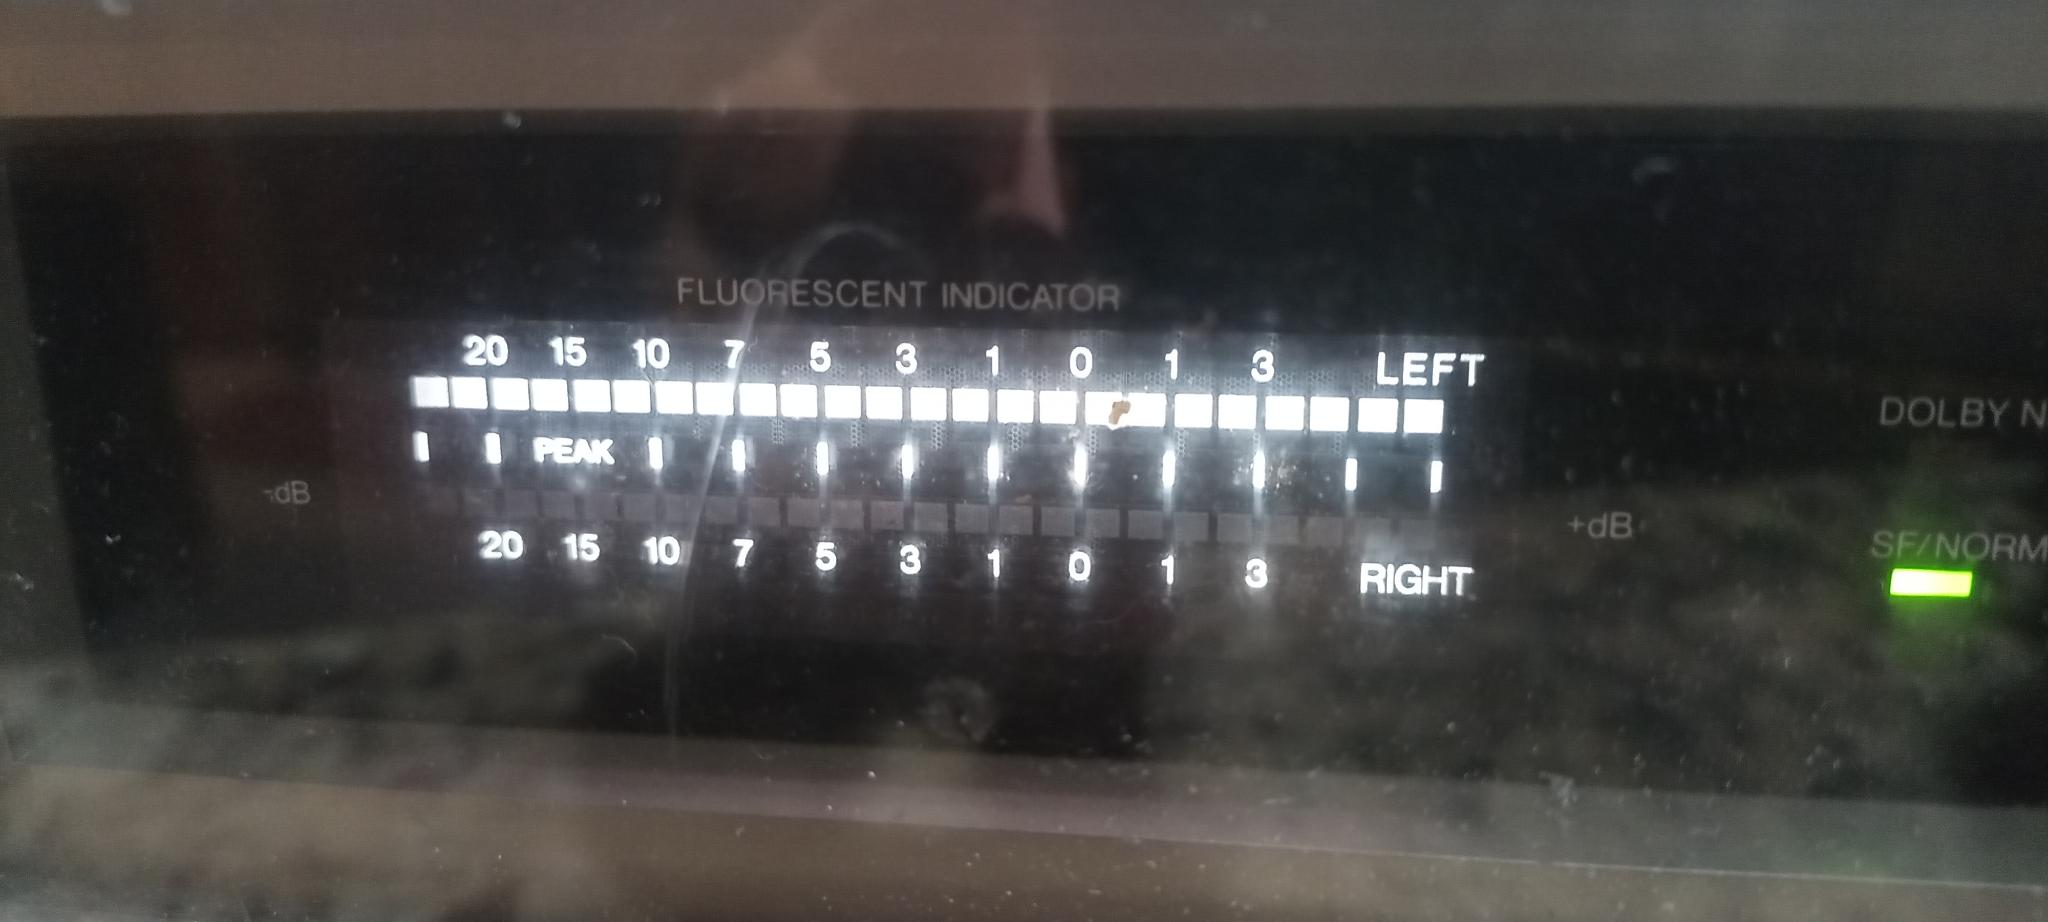 FLUORESCENT INDICATOR
20 15 10 7 5 3 1 0 1 3 LEFT
DOLBY N
PEAK
-dB +dB
20 15 10 7 5 3 1 0 1 3 RIGHT
SF/NORM